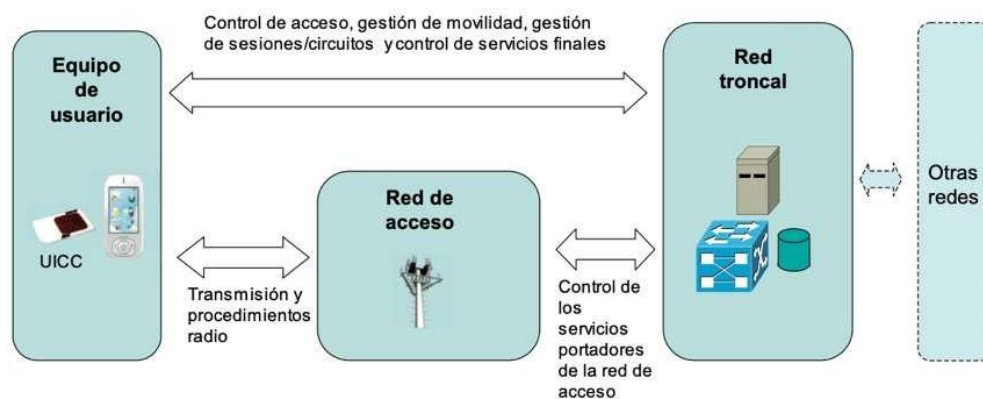 Control de acceso, gestión de movilidad, gestión
de sesiones/circuitos y control de servicios finales
Equipo
de
usuario
UICC
Red de
acceso
Red
troncal
Otras
redes
Transmisión y
procedimientos
radio
Control de
los
servicios
portadores
de la red de
acceso